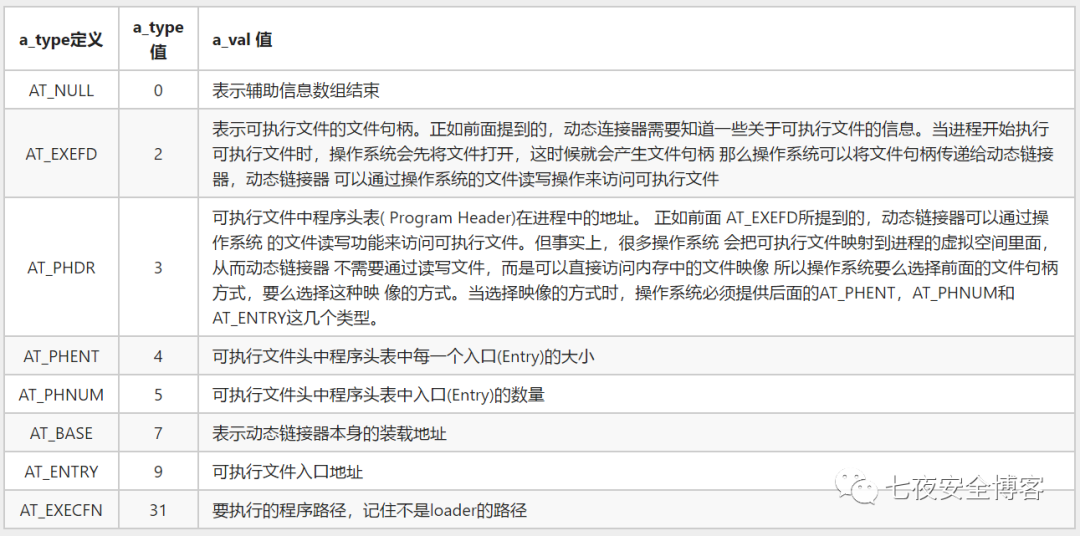 a_type定义 a_type值 a_val 值
AT_NULL 0 表示辅助信息数组结束
AT_EXEFD 2 表示可执行文件的文件句柄。正如前面提到的，动态连接器需要知道一些关于可执行文件的信息。当进程开始执行
可执行文件时，操作系统会先将文件打开，这时候就会产生文件句柄 那么操作系统可以将文件句柄传递给动态链接
器，动态链接器 可以通过操作系统的文件读写操作来访问可执行文件
AT_PHDR 3 可执行文件中程序头表( Program Header)在进程中的地址。 正如前面 AT_EXEFD所提到的，动态链接器可以通过操
作系统 的文件读写功能来访问可执行文件。但事实上，很多操作系统 会把可执行文件映射到进程的虚拟空间里面，
从而动态链接器 不需要通过读写文件，而是可以直接访问内存中的文件映像 所以操作系统要么选择前面的文件句柄
方式，要么选择这种映 像的方式。当选择映像的方式时，操作系统必须提供后面的AT_PHENT，AT_PHNUM和
AT_ENTRY这几个类型。
AT_PHENT 4 可执行文件头中程序头表中每一个入口(Entry)的大小
AT_PHNUM 5 可执行文件头中程序头表中入口(Entry)的数量
AT_BASE 7 表示动态链接器本身的装载地址
AT_ENTRY 9 可执行文件入口地址
AT_EXECFN 31 要执行的程序路径，记住不是loader的路径
七夜安全博客